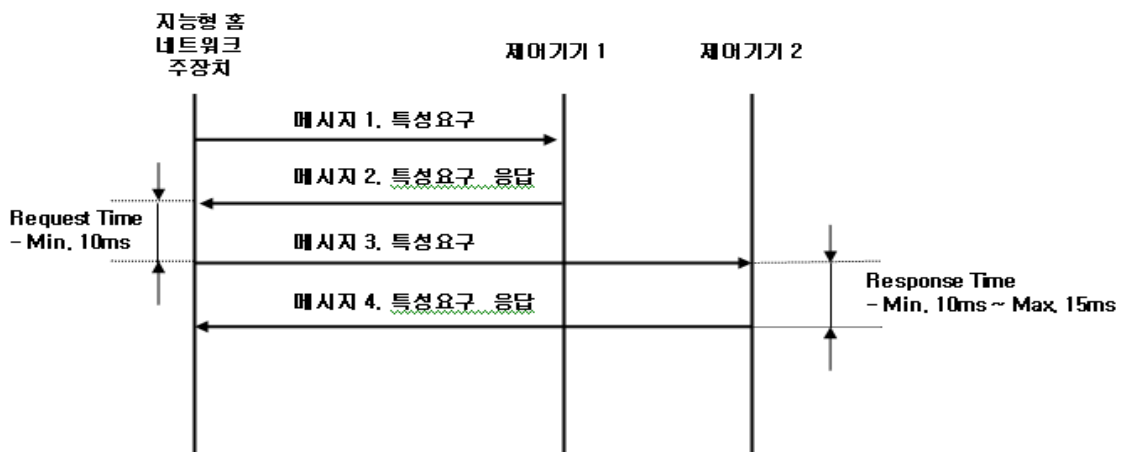 지능형 홈
네트워크
주장치
제어기기 1
제어기기 2
메시지 1. 특성요구
메시지 2. 특성요구 응답
Request Time
- Min. 10ms
메시지 3. 특성요구
Response Time
- Min. 10ms ~ Max. 15ms
메시지 4. 특성요구 응답